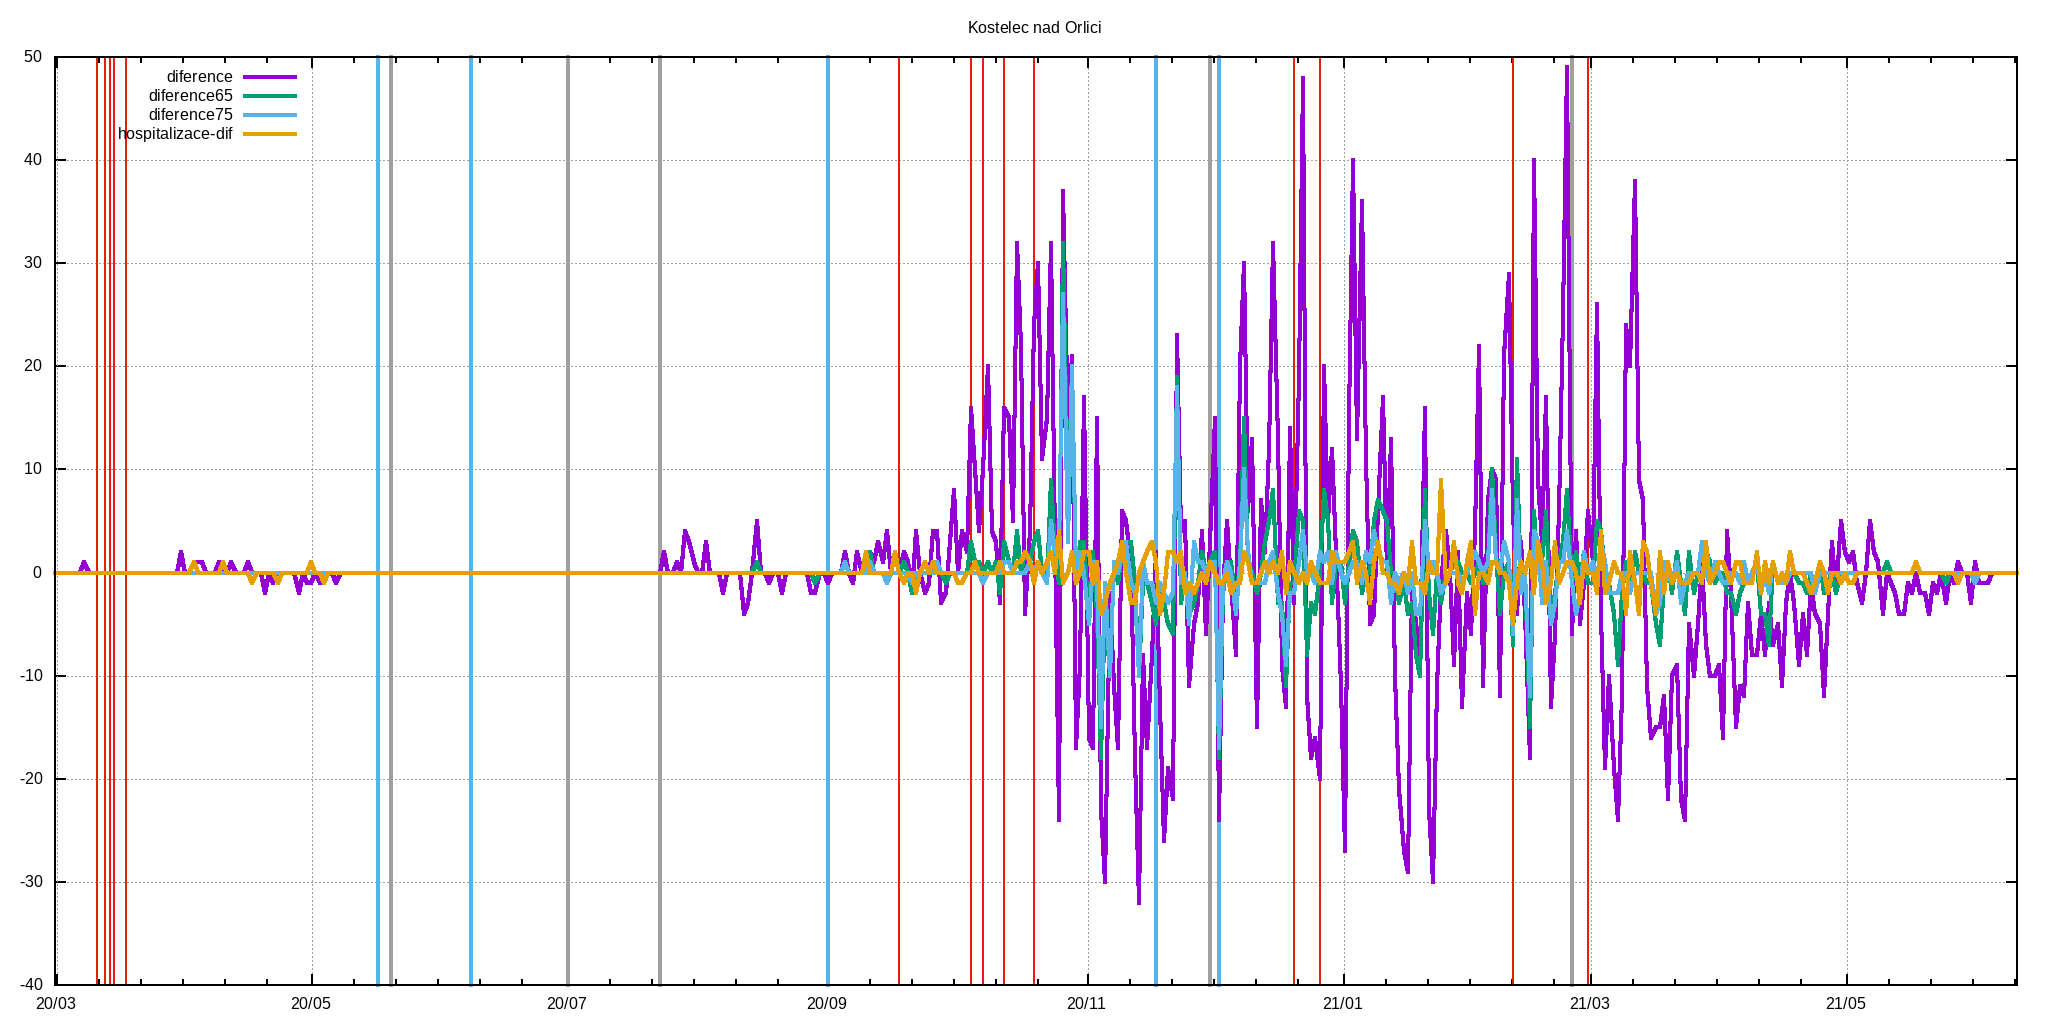 Kostelec nad Orlici
diference
diference65
diference75
hospitalizace-dif
50
40
30
20
10
0
-10
-20
-30
-40
20/03 20/05 20/07 20/09 20/11 21/01 21/03 21/05